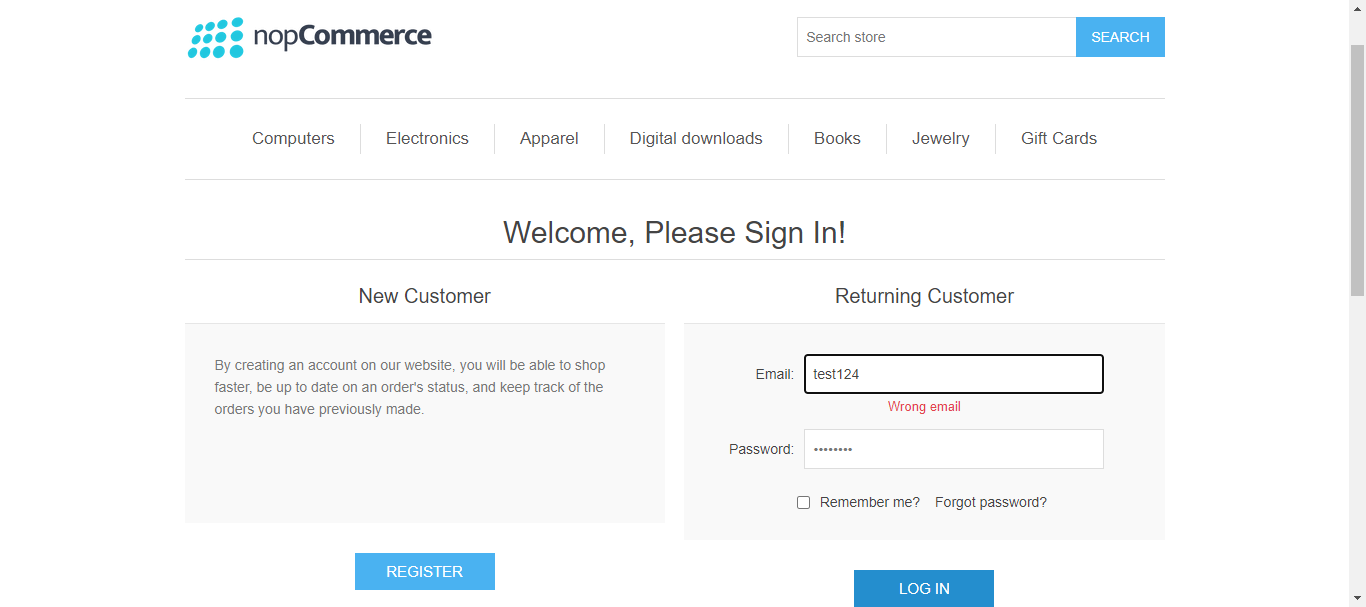 nopCommerce
Search store
SEARCH
Computers
Electronics
Apparel
Digital downloads
Books
Jewelry
Gift Cards
Welcome, Please Sign In!
New Customer
By creating an account on our website, you will be able to shop
faster, be up to date on an order's status, and keep track of the
orders you have previously made.
REGISTER
Returning Customer
Email: test124
Wrong email
Password: ••••••••
Remember me? Forgot password?
LOG IN